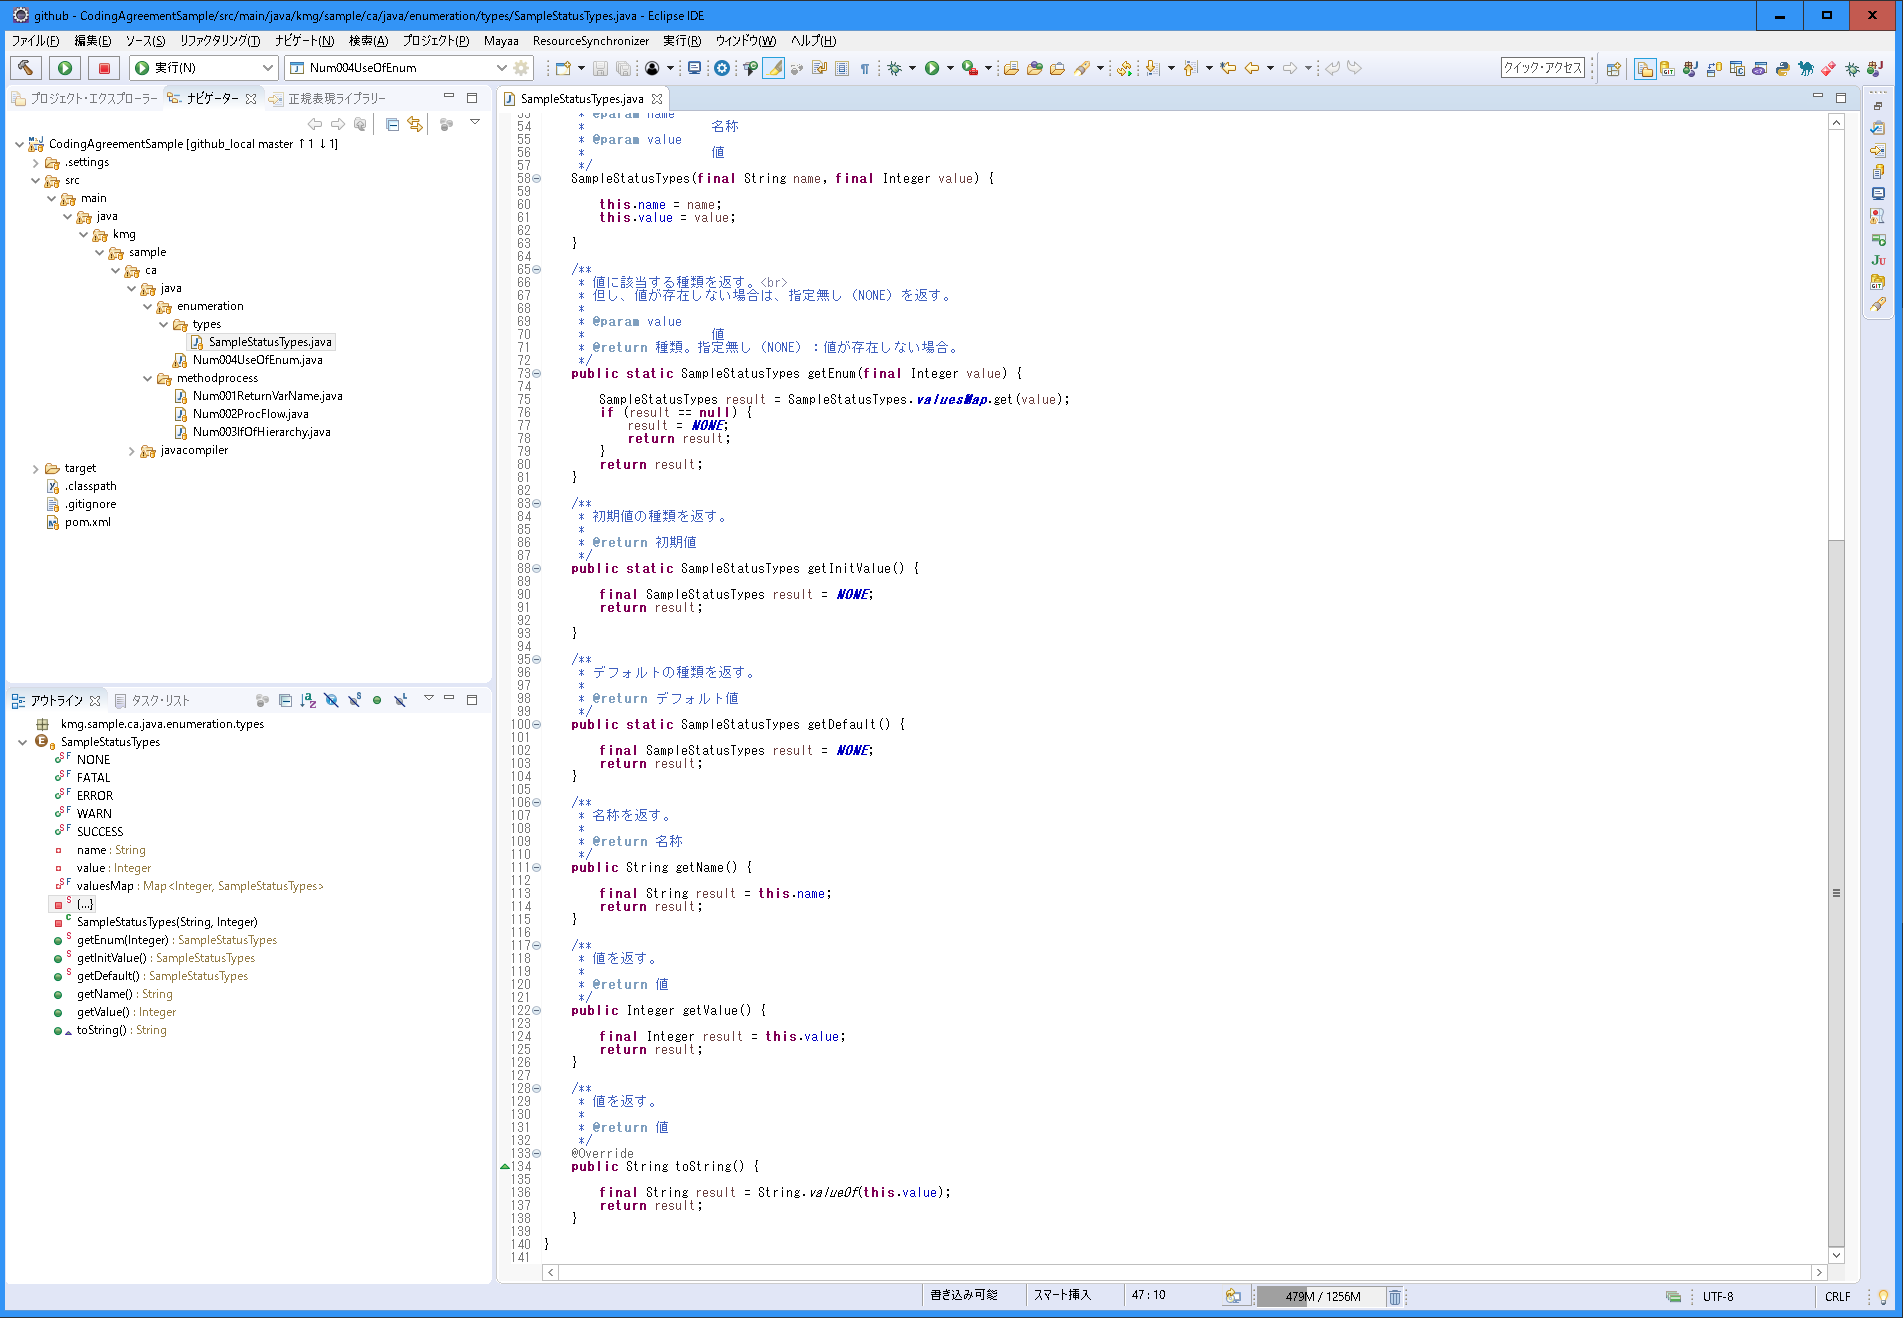 github - CodingAgreementSample/src/main/java/kmg/sample/ca/java/enumeration/types/SampleStatusTypes.java - Eclipse IDE
ファイル(F) 編集(E) ソース(S) リファクタリング(T) ナビゲート(N) 検索(A) プロジェクト(P) Mayaa ResourceSynchronizer 実行(R) ウィンドウ(W) ヘルプ(H)
実行(N) Num004UseOfEnum クイック・アクセス
プロジェクト・エクスプローラー ナビゲーター 正規表現ライブラリー
CodingAgreementSample [github_local master ↑1 ↓1]
.settings
src
main
java
kmg
sample
ca
java
enumeration
types
SampleStatusTypes.java
Num004UseOfEnum.java
methodprocess
Num001ReturnVarName.java
Num002ProcFlow.java
Num003IfOfHierarchy.java
javacompiler
target
.classpath
.gitignore
pom.xml
アウトライン タスク・リスト
kmg.sample.ca.java.enumeration.types
SampleStatusTypes
NONE
FATAL
ERROR
WARN
SUCCESS
name : String
value : Integer
valuesMap : Map<Integer, SampleStatusTypes>
{...}
SampleStatusTypes(String, Integer)
getEnum(Integer) : SampleStatusTypes
getInitValue() : SampleStatusTypes
getDefault() : SampleStatusTypes
getName() : String
getValue() : Integer
toString() : String
SampleStatusTypes.java
53 * @param name
54 * 名称
55 * @param value
56 * 値
57 */
58 SampleStatusTypes(final String name, final Integer value) {
59
60 this.name = name;
61 this.value = value;
62
63 }
64
65 /**
66 * 値に該当する種類を返す。<br>
67 * 但し、値が存在しない場合は、指定無し（NONE）を返す。
68 *
69 * @param value
70 * 値
71 * @return 種類。指定無し（NONE）：値が存在しない場合。
72 */
73 public static SampleStatusTypes getEnum(final Integer value) {
74
75 SampleStatusTypes result = SampleStatusTypes.valuesMap.get(value);
76 if (result == null) {
77 result = NONE;
78 return result;
79 }
80 return result;
81 }
82
83 /**
84 * 初期値の種類を返す。
85 *
86 * @return 初期値
87 */
88 public static SampleStatusTypes getInitValue() {
89
90 final SampleStatusTypes result = NONE;
91 return result;
92
93 }
94
95 /**
96 * デフォルトの種類を返す。
97 *
98 * @return デフォルト値
99 */
100 public static SampleStatusTypes getDefault() {
101
102 final SampleStatusTypes result = NONE;
103 return result;
104 }
105
106 /**
107 * 名称を返す。
108 *
109 * @return 名称
110 */
111 public String getName() {
112
113 final String result = this.name;
114 return result;
115 }
116
117 /**
118 * 値を返す。
119 *
120 * @return 値
121 */
122 public Integer getValue() {
123
124 final Integer result = this.value;
125 return result;
126 }
127
128 /**
129 * 値を返す。
130 *
131 * @return 値
132 */
133 @Override
134 public String toString() {
135
136 final String result = String.valueOf(this.value);
137 return result;
138 }
139
140 }
141
書き込み可能 スマート挿入 47 : 10 479M / 1256M UTF-8 CRLF